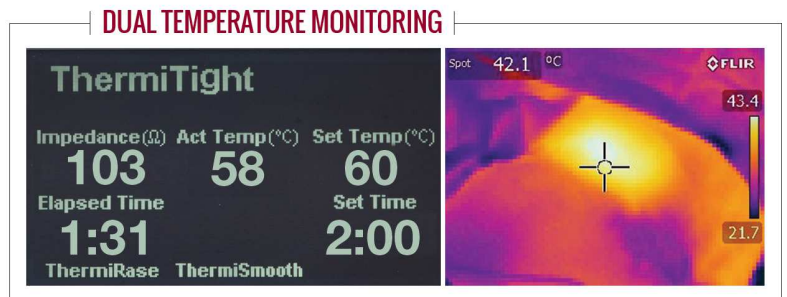 DUAL TEMPERATURE MONITORING
ThermiTight
Impedance(Ω) Act Temp(°C) Set Temp(°C)
103 58 60
Elapsed Time Set Time
1:31 2:00
ThermiRase ThermiSmooth
Spot 42.1 °C FLIR
43.4
21.7